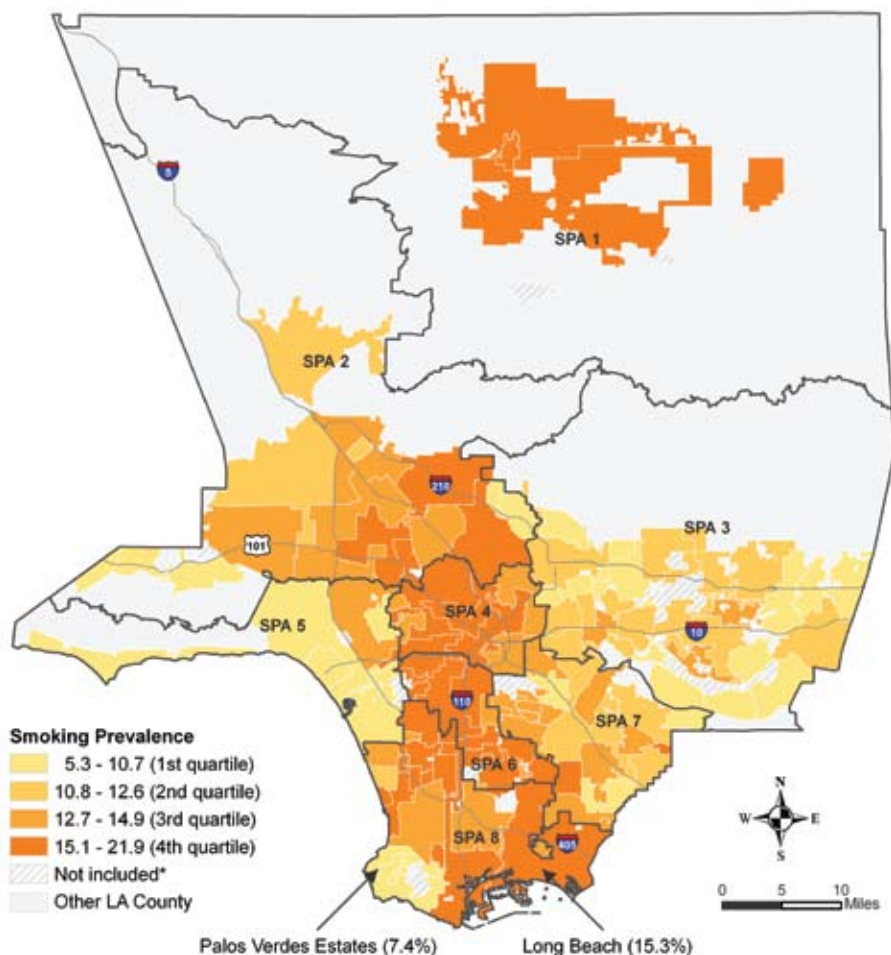 5
SPA 1
SPA 2
210
SPA 3
101
SPA 4
SPA 5
10
110
SPA 7
SPA 6
SPA 8
405
Smoking Prevalence
5.3 - 10.7 (1st quartile)
10.8 - 12.6 (2nd quartile)
12.7 - 14.9 (3rd quartile)
15.1 - 21.9 (4th quartile)
Not included*
Other LA County
N
W E
S
0 5 10
Miles
Palos Verdes Estates (7.4%)
Long Beach (15.3%)